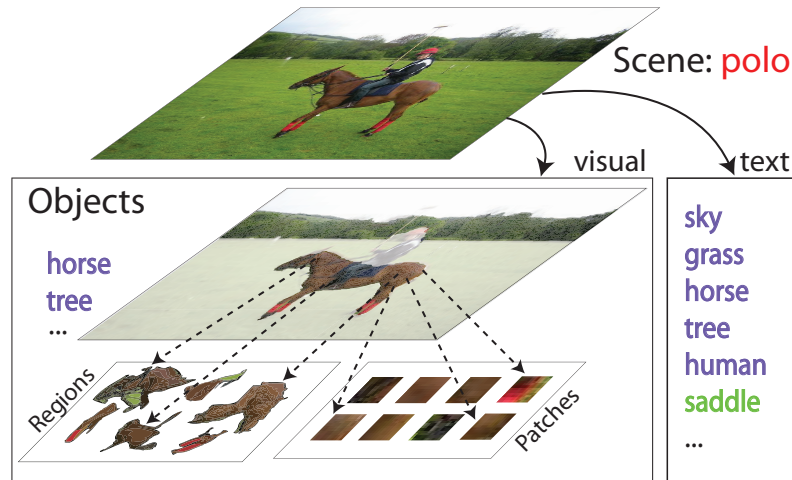 Scene: polo
visual
text
Objects
horse
tree
...
Regions
Patches
sky
grass
horse
tree
human
saddle
...